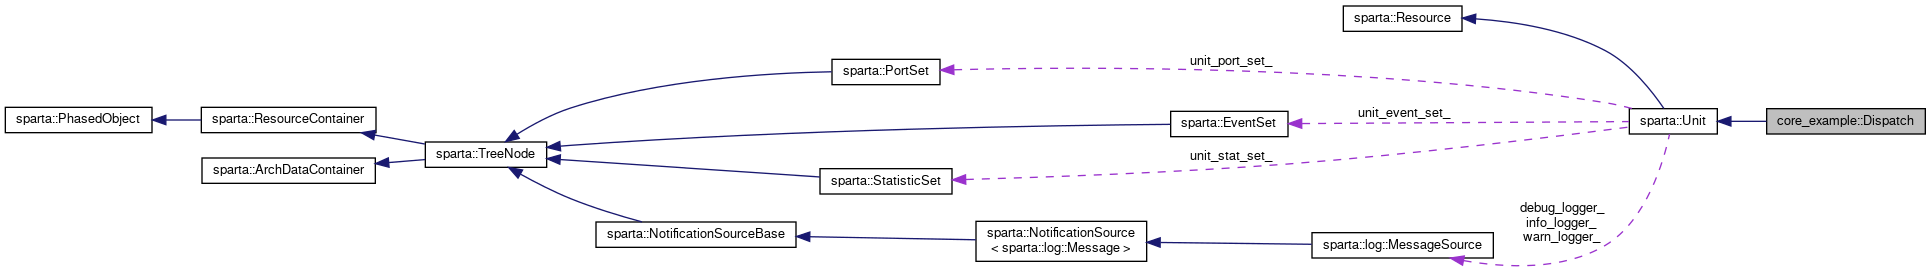 sparta::Resource
unit_port_set_
sparta::PortSet
sparta::PhasedObject
sparta::ResourceContainer
unit_event_set_
sparta::EventSet
sparta::Unit
core_example::Dispatch
sparta::TreeNode
unit_stat_set_
sparta::ArchDataContainer
sparta::StatisticSet
debug_logger_
info_logger_
warn_logger_
sparta::NotificationSourceBase
sparta::NotificationSource
< sparta::log::Message >
sparta::log::MessageSource